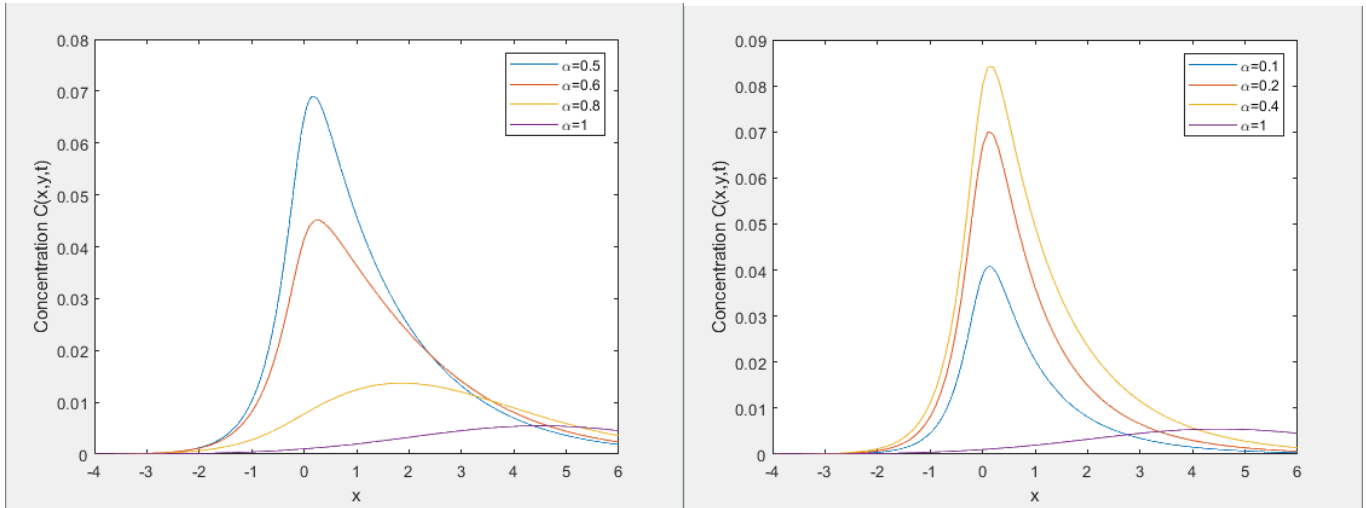 0.08
0.07
0.06
0.05
0.04
0.03
0.02
0.01
0
Concentration C(x,y,t)
α=0.5
α=0.6
α=0.8
α=1
-4 -3 -2 -1 0 1 2 3 4 5 6
x
0.09
0.08
0.07
0.06
0.05
0.04
0.03
0.02
0.01
0
Concentration C(x,y,t)
α=0.1
α=0.2
α=0.4
α=1
-4 -3 -2 -1 0 1 2 3 4 5 6
x